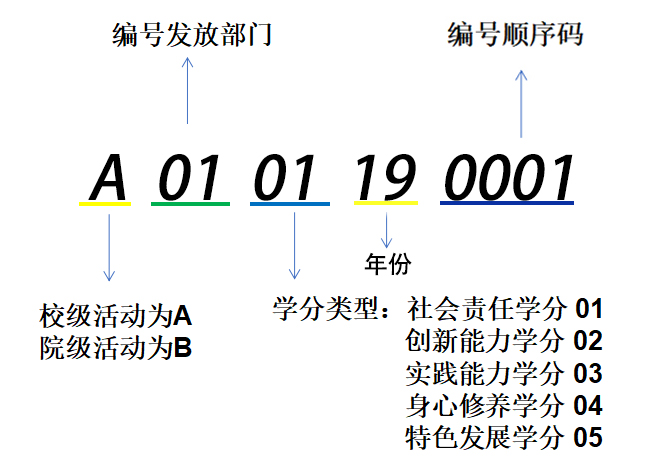 编号发放部门 编号顺序码
A 01 01 19 0001
年份
校级活动为A
院级活动为B
学分类型：社会责任学分 01
创新能力学分 02
实践能力学分 03
身心修养学分 04
特色发展学分 05